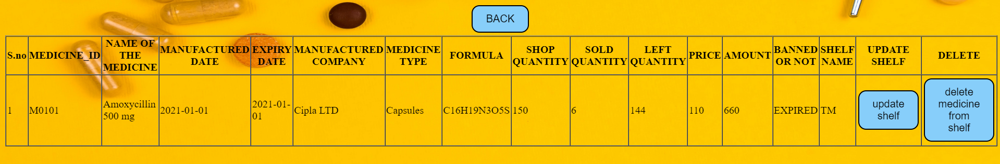 BACK
S.no MEDICINE_ID NAME OF THE MEDICINE MANUFACTURED DATE EXPIRY DATE MANUFACTURED COMPANY MEDICINE TYPE FORMULA SHOP QUANTITY SOLD QUANTITY LEFT QUANTITY PRICE AMOUNT BANNED OR NOT SHELF NAME UPDATE SHELF DELETE
1 M0101 Amoxycillin 500 mg 2021-01-01 2021-01-01 Cipla LTD Capsules C16H19N3O5S 150 6 144 110 660 EXPIRED TM update shelf delete medicine from shelf